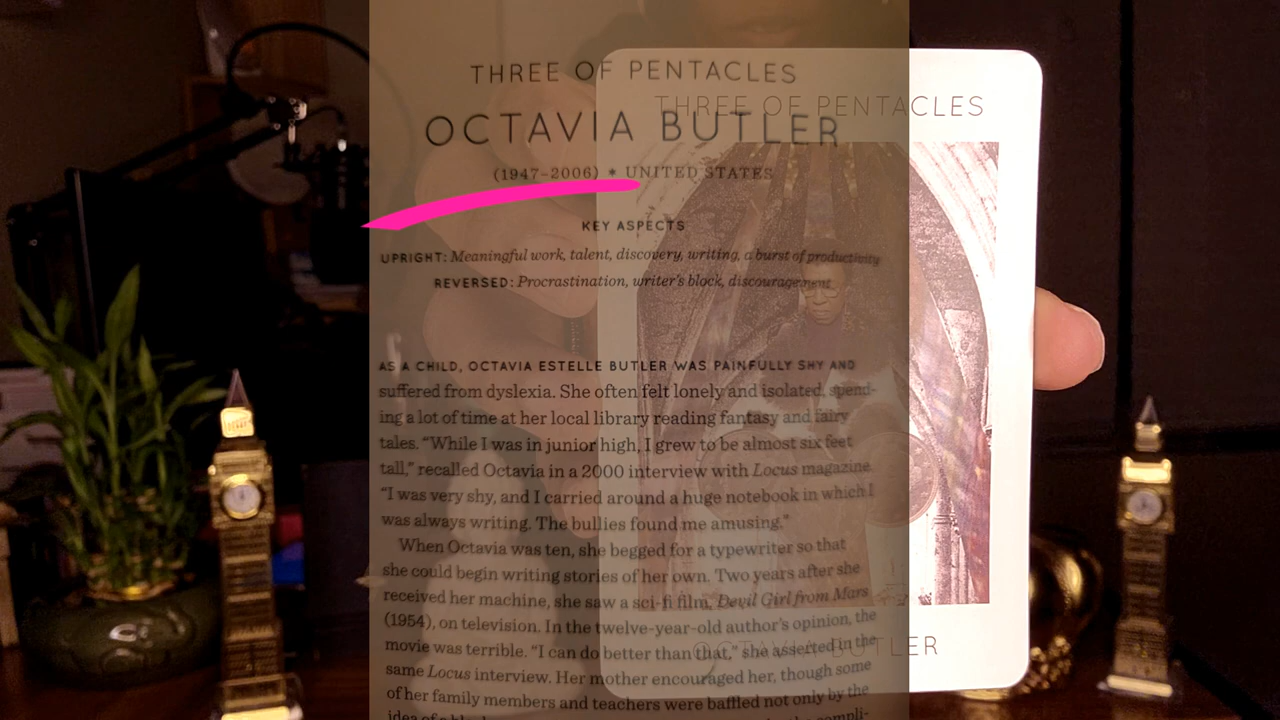 THREE OF PENTACLES
OCTAVIA BUTLER
(1947–2006) * UNITED STATES
KEY ASPECTS
UPRIGHT: Meaningful work, talent, discovery, writing, a burst of productivity
REVERSED: Procrastination, writer's block, discouragement
AS A CHILD, OCTAVIA ESTELLE BUTLER WAS PAINFULLY SHY AND
suffered from dyslexia. She often felt lonely and isolated, spend-
ing a lot of time at her local library reading fantasy and fairy
tales. "While I was in junior high, I grew to be almost six feet
tall," recalled Octavia in a 2000 interview with Locus magazine.
"I was very shy, and I carried around a huge notebook in which I
was always writing. The bullies found me amusing."
When Octavia was ten, she begged for a typewriter so that
she could begin writing stories of her own. Two years after she
received her machine, she saw a sci-fi film, Devil Girl from Mars
(1954), on television. In the twelve-year-old author's opinion, the
movie was terrible. "I can do better than that," she asserted in the
same Locus interview. Her mother encouraged her, though some
of her family members and teachers were baffled not only by the
THREE OF PENTACLES
OCTAVIA BUTLER